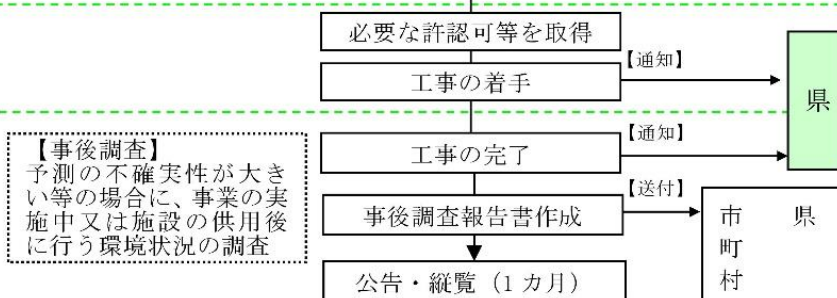 必要な許認可等を取得
【通知】
工事の着手
県
【通知】
工事の完了
【事後調査】
予測の不確実性が大き
い等の場合に、事業の実
施中又は施設の供用後
に行う環境状況の調査
【送付】
事後調査報告書作成
市町村
県
公告・縦覧（1 カ月）